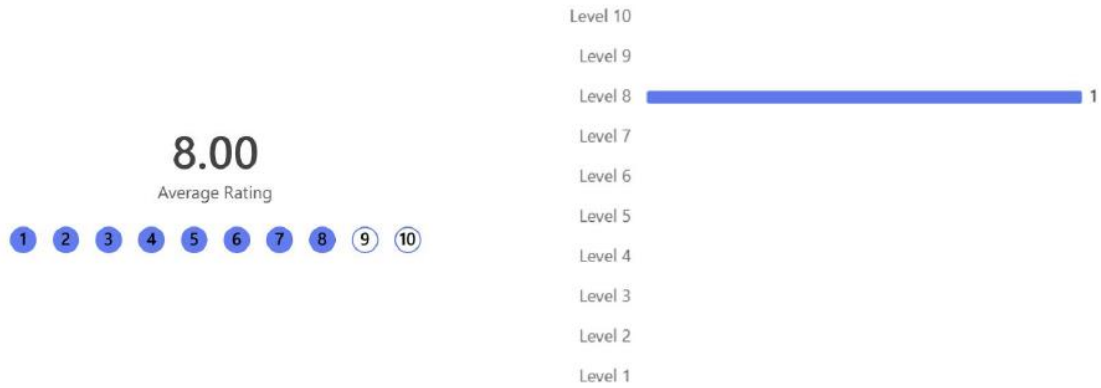 8.00
Average Rating
1 2 3 4 5 6 7 8 9 10
Level 10
Level 9
Level 8 1
Level 7
Level 6
Level 5
Level 4
Level 3
Level 2
Level 1